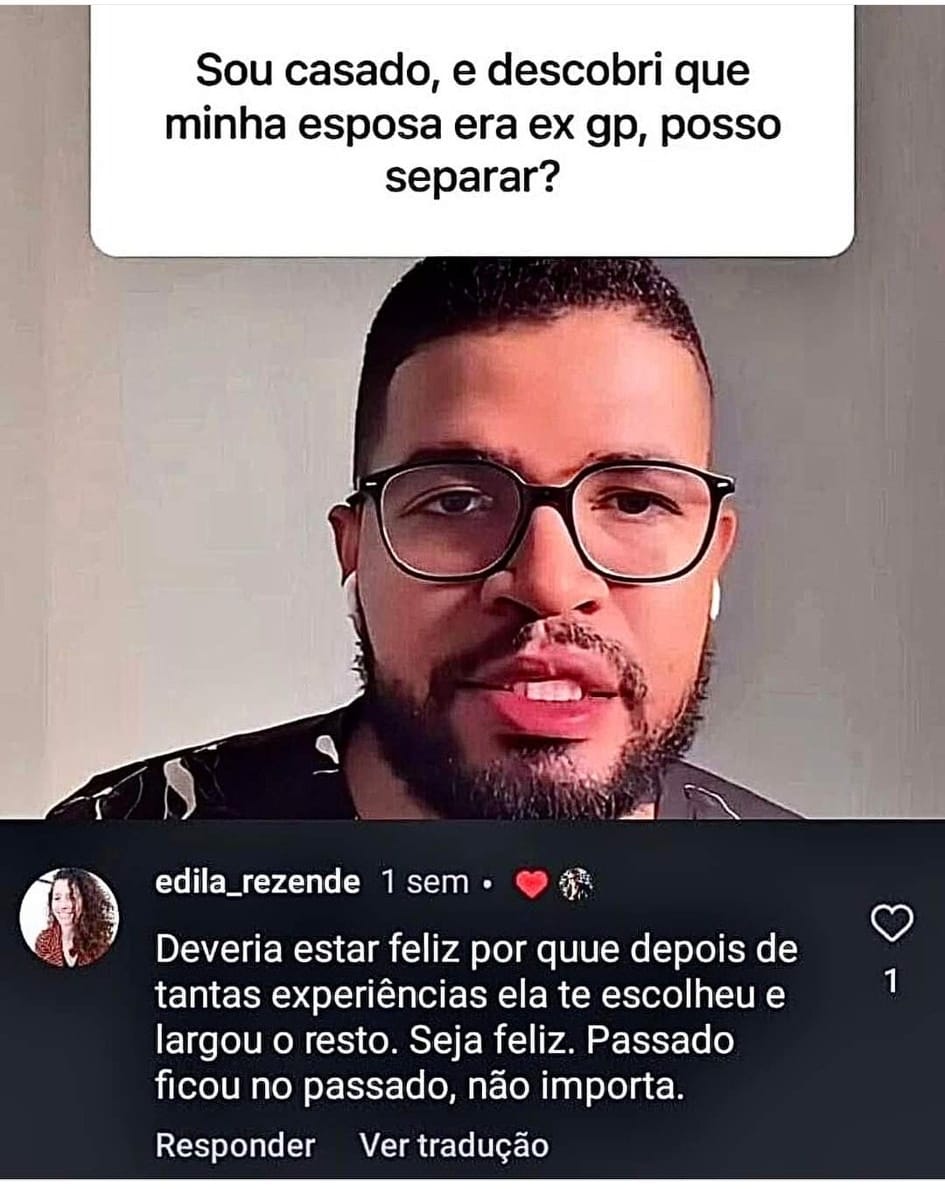 Sou casado, e descobri que
minha esposa era ex gp, posso
separar?
edila_rezende 1 sem •
Deveria estar feliz por quue depois de
tantas experiências ela te escolheu e
largou o resto. Seja feliz. Passado
ficou no passado, não importa.
1
Responder Ver tradução